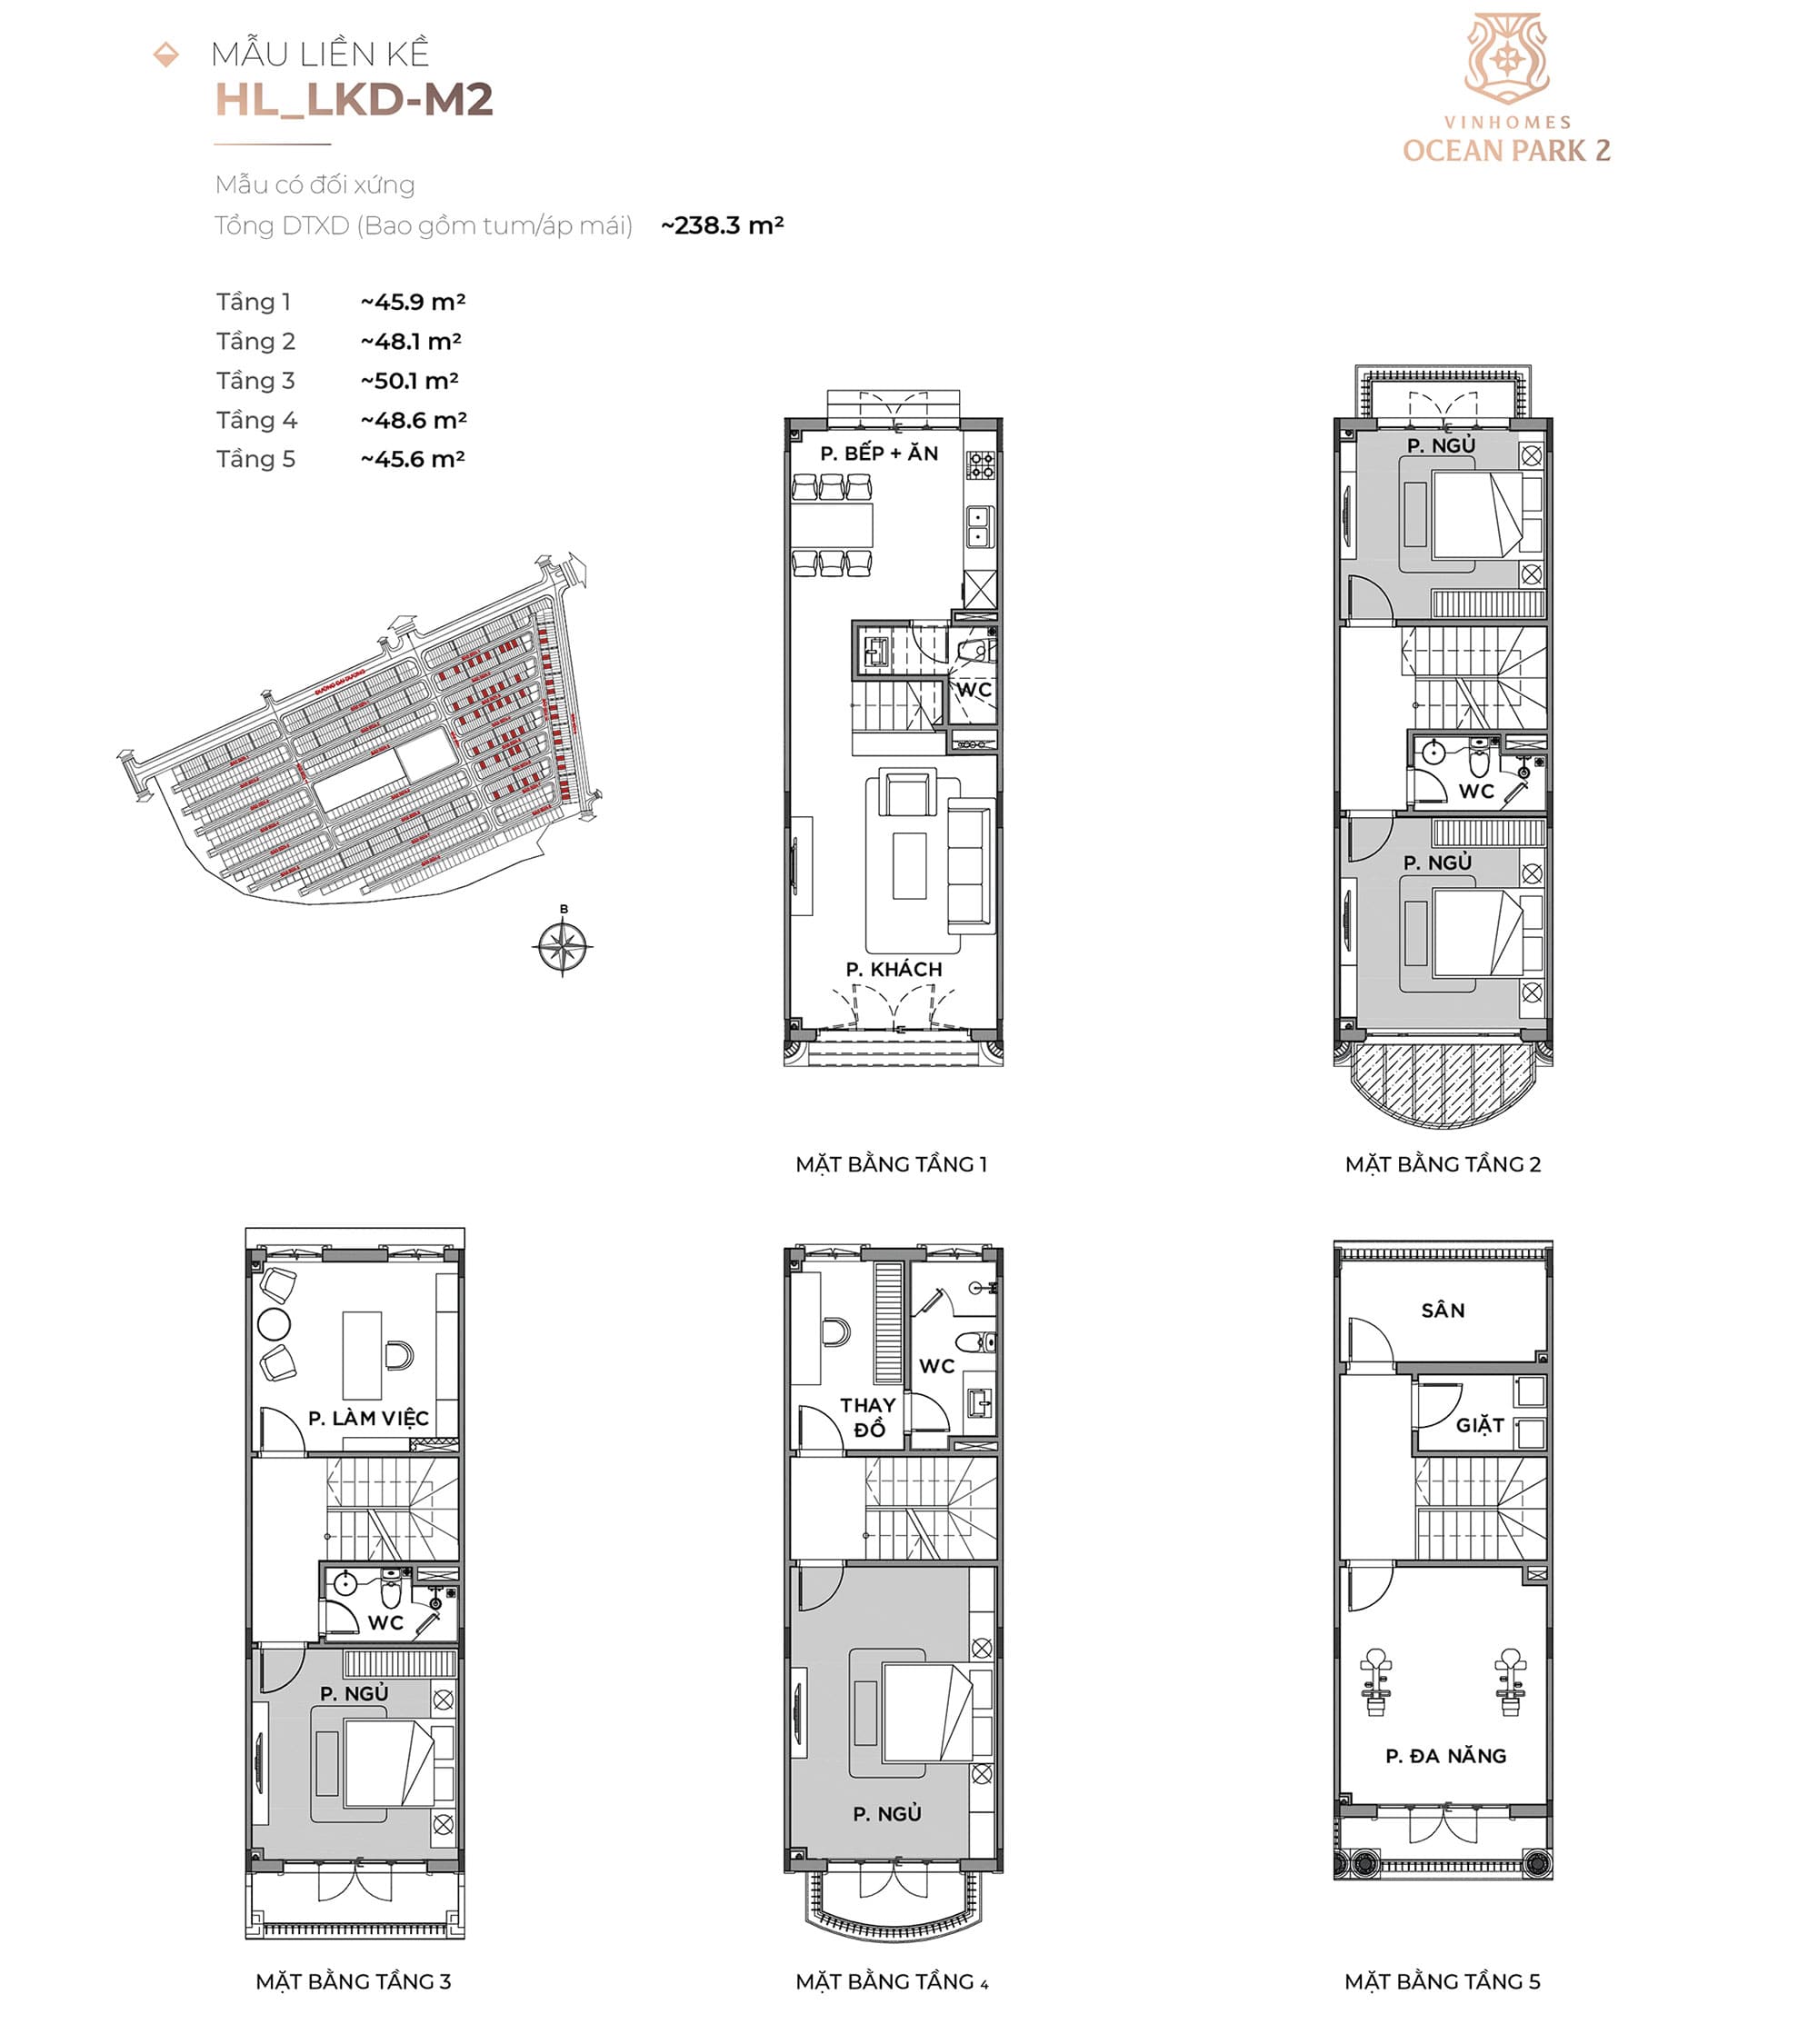 MẪU LIỀN KỀ
HL_LKD-M2
VINHOMES
OCEAN PARK 2
Mẫu có đối xứng
Tổng DTXD (Bao gồm tum/áp mái) ~238.3 m²
Tầng 1 ~45.9 m²
Tầng 2 ~48.1 m²
Tầng 3 ~50.1 m²
Tầng 4 ~48.6 m²
Tầng 5 ~45.6 m²
ĐƯỜNG ĐẠI DƯƠNG
B
P. BẾP + ĂN
WC
P. KHÁCH
MẶT BẰNG TẦNG 1
P. NGỦ
WC
P. NGỦ
MẶT BẰNG TẦNG 2
P. LÀM VIỆC
WC
P. NGỦ
MẶT BẰNG TẦNG 3
WC
THAY
ĐỒ
P. NGỦ
MẶT BẰNG TẦNG 4
SÂN
GIẶT
P. ĐA NĂNG
MẶT BẰNG TẦNG 5